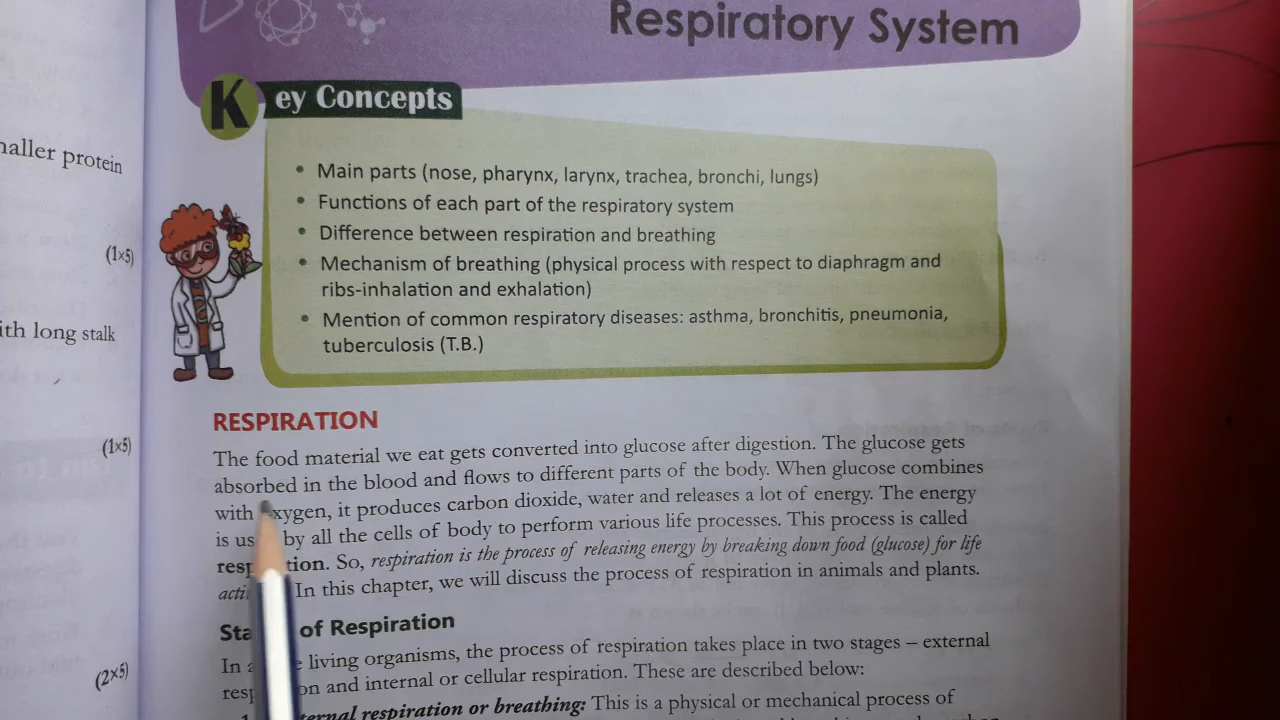 Respiratory System
Key Concepts
• Main parts (nose, pharynx, larynx, trachea, bronchi, lungs)
• Functions of each part of the respiratory system
• Difference between respiration and breathing
• Mechanism of breathing (physical process with respect to diaphragm and
ribs-inhalation and exhalation)
• Mention of common respiratory diseases: asthma, bronchitis, pneumonia,
tuberculosis (T.B.)
RESPIRATION
The food material we eat gets converted into glucose after digestion. The glucose gets
absorbed in the blood and flows to different parts of the body. When glucose combines
with oxygen, it produces carbon dioxide, water and releases a lot of energy. The energy
is by all the cells of body to perform various life processes. This process is called
respiration. So, respiration is the process of releasing energy by breaking down food (glucose) for life
In this chapter, we will discuss the process of respiration in animals and plants.
of Respiration
In living organisms, the process of respiration takes place in two stages – external
and internal or cellular respiration. These are described below:
respiration or breathing: This is a physical or mechanical process of
protein
(1×5)
long stalk
(1×5)
(2×5)